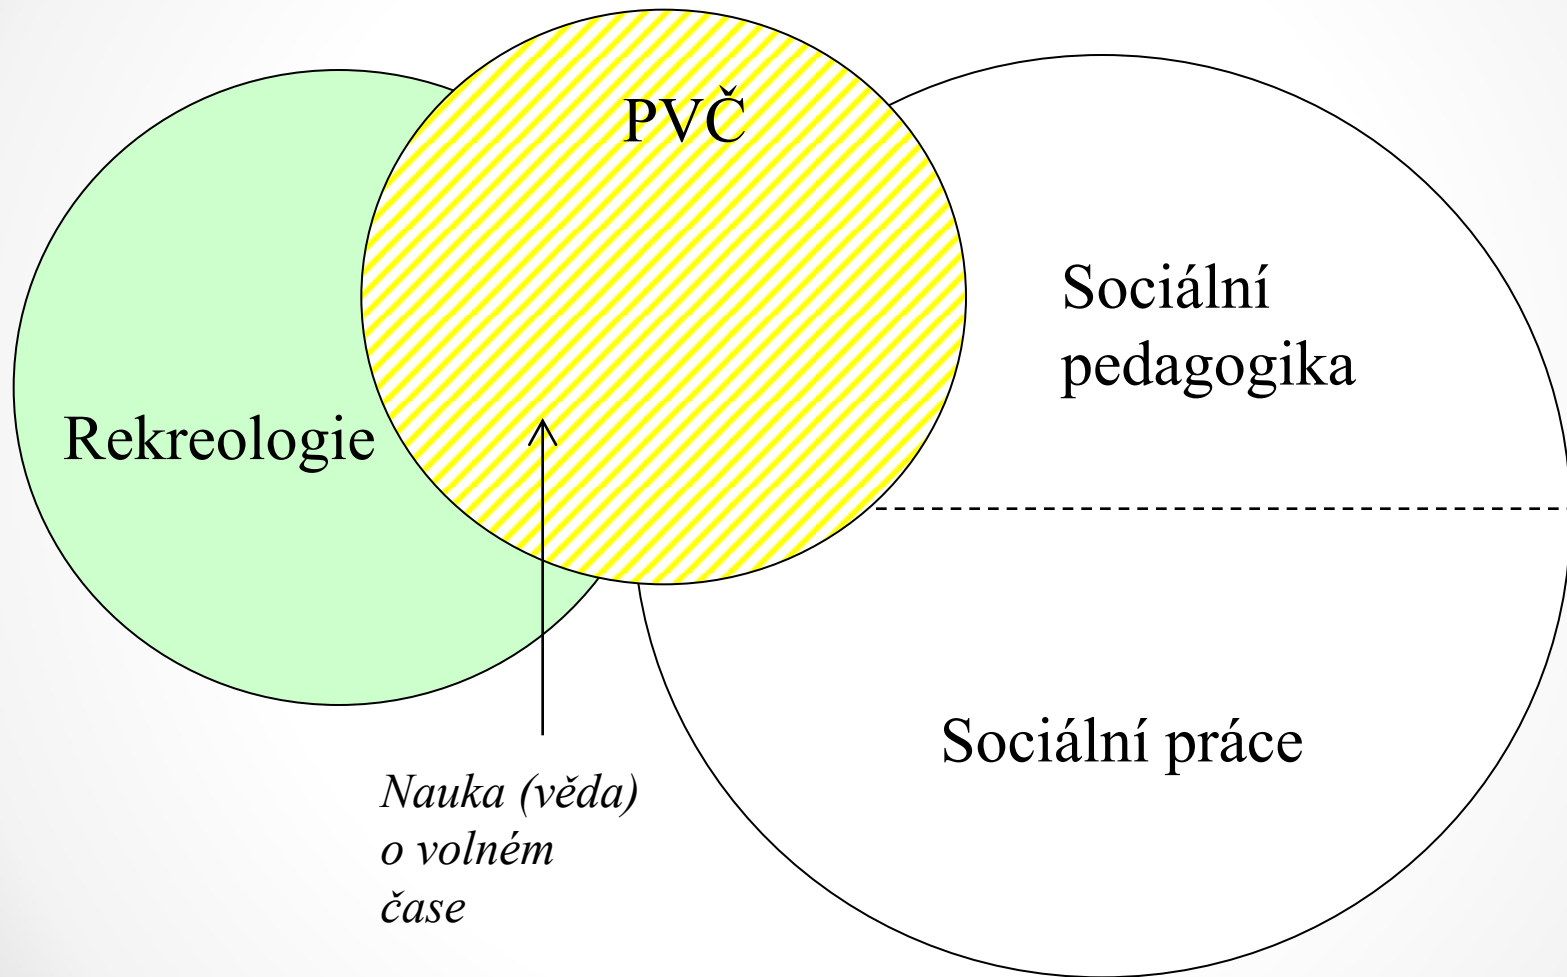 PVČ
Sociální
pedagogika
Rekreologie
Sociální práce
Nauka (věda)
o volném
čase